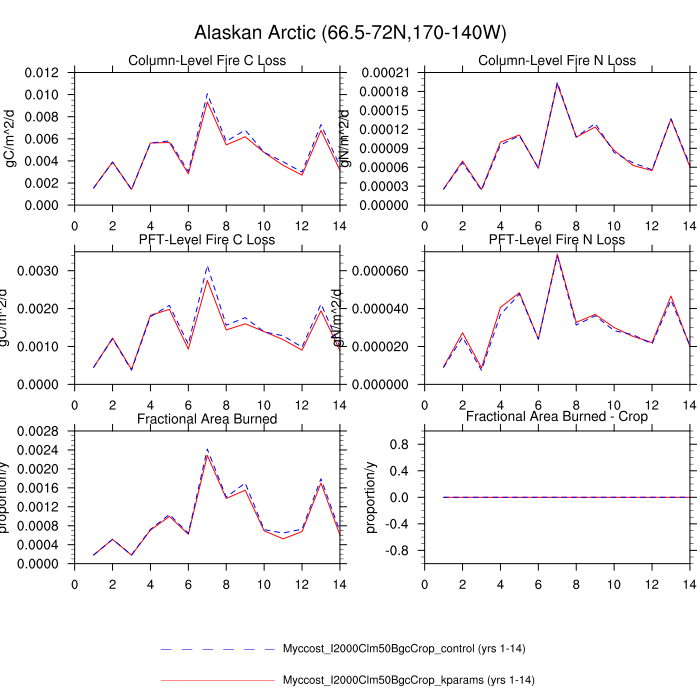 Alaskan Arctic (66.5-72N,170-140W)
Column-Level Fire C Loss
Column-Level Fire N Loss
gC/m^2/d
0.012
0.010
0.008
0.006
0.004
0.002
0.000
0 2 4 6 8 10 12 14
gN/m^2/d
0.00021
0.00018
0.00015
0.00012
0.00009
0.00006
0.00003
0.00000
0 2 4 6 8 10 12 14
PFT-Level Fire C Loss
PFT-Level Fire N Loss
gC/m^2/d
0.0030
0.0020
0.0010
0.0000
0 2 4 6 8 10 12 14
gN/m^2/d
0.000060
0.000040
0.000020
0.000000
0 2 4 6 8 10 12 14
Fractional Area Burned
Fractional Area Burned - Crop
proportion/y
0.0028
0.0024
0.0020
0.0016
0.0012
0.0008
0.0004
0.0000
0 2 4 6 8 10 12 14
proportion/y
0.8
0.4
0.0
-0.4
-0.8
0 2 4 6 8 10 12 14
Myccost_I2000Clm50BgcCrop_control (yrs 1-14)
Myccost_I2000Clm50BgcCrop_kparams (yrs 1-14)